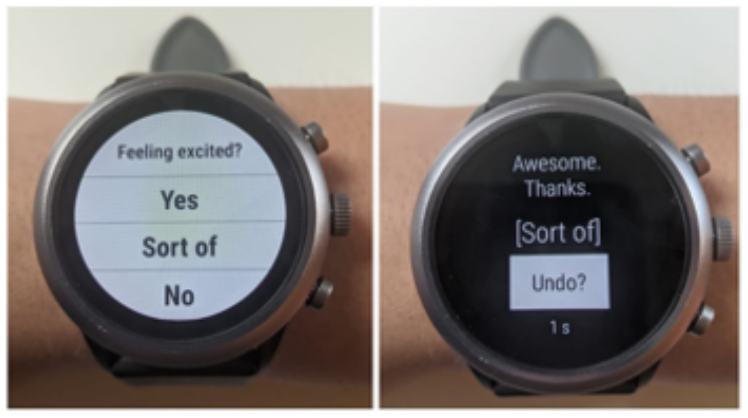 Feeling excited?
Yes
Sort of
No
Awesome.
Thanks.
[Sort of]
Undo?
1 s